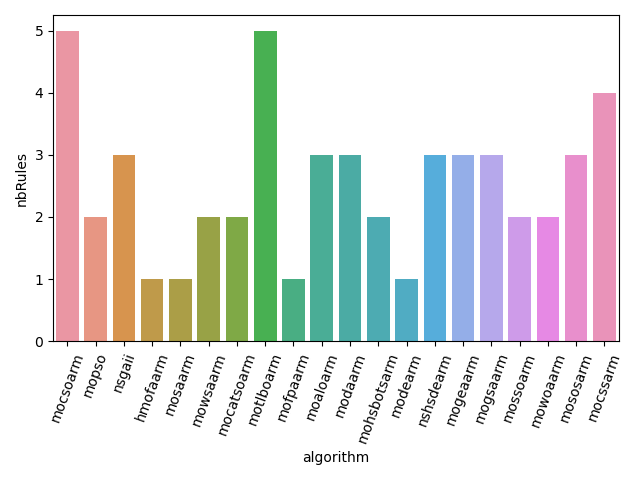 nbRules
5
4
3
2
1
0
mocsoarm
mopso
nsgaii
hmofaarm
mosaarm
mowsaarm
mocatsoarm
motlboarm
mofpaarm
moaloarm
modaarm
mohsbotsarm
modearm
nshsdearm
mogeaarm
mogsaarm
mossoarm
mowoaarm
mososarm
mocssarm
algorithm